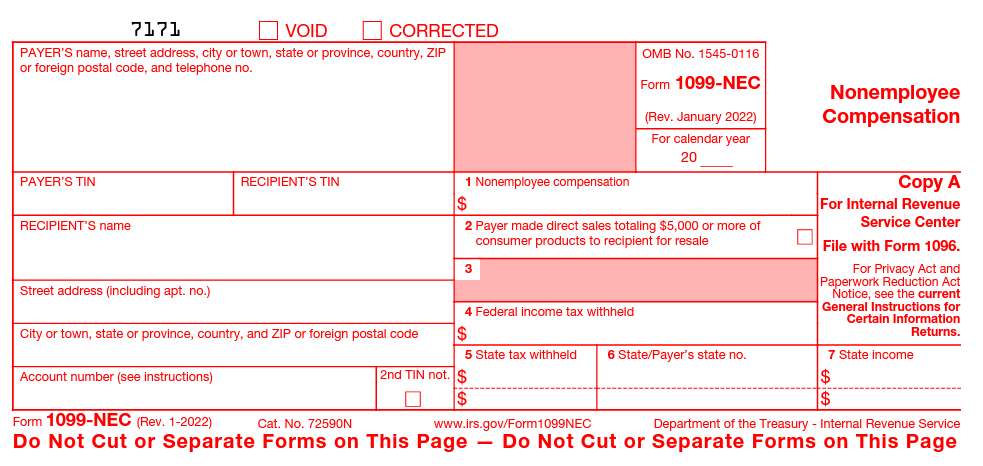 7171
VOID
CORRECTED
PAYER'S name, street address, city or town, state or province, country, ZIP
or foreign postal code, and telephone no.
OMB No. 1545-0116
Form 1099-NEC
(Rev. January 2022)
For calendar year
20 ____
Nonemployee
Compensation
PAYER'S TIN
RECIPIENT'S TIN
1 Nonemployee compensation
$
Copy A
For Internal Revenue
Service Center
File with Form 1096.
For Privacy Act and
Paperwork Reduction Act
Notice, see the current
General Instructions for
Certain Information
Returns.
RECIPIENT'S name
2 Payer made direct sales totaling $5,000 or more of
consumer products to recipient for resale
3
Street address (including apt. no.)
4 Federal income tax withheld
$
City or town, state or province, country, and ZIP or foreign postal code
5 State tax withheld
$
$
6 State/Payer's state no.
7 State income
$
$
Account number (see instructions)
2nd TIN not.
Form 1099-NEC (Rev. 1-2022)
Cat. No. 72590N
www.irs.gov/Form1099NEC
Department of the Treasury - Internal Revenue Service
Do Not Cut or Separate Forms on This Page — Do Not Cut or Separate Forms on This Page